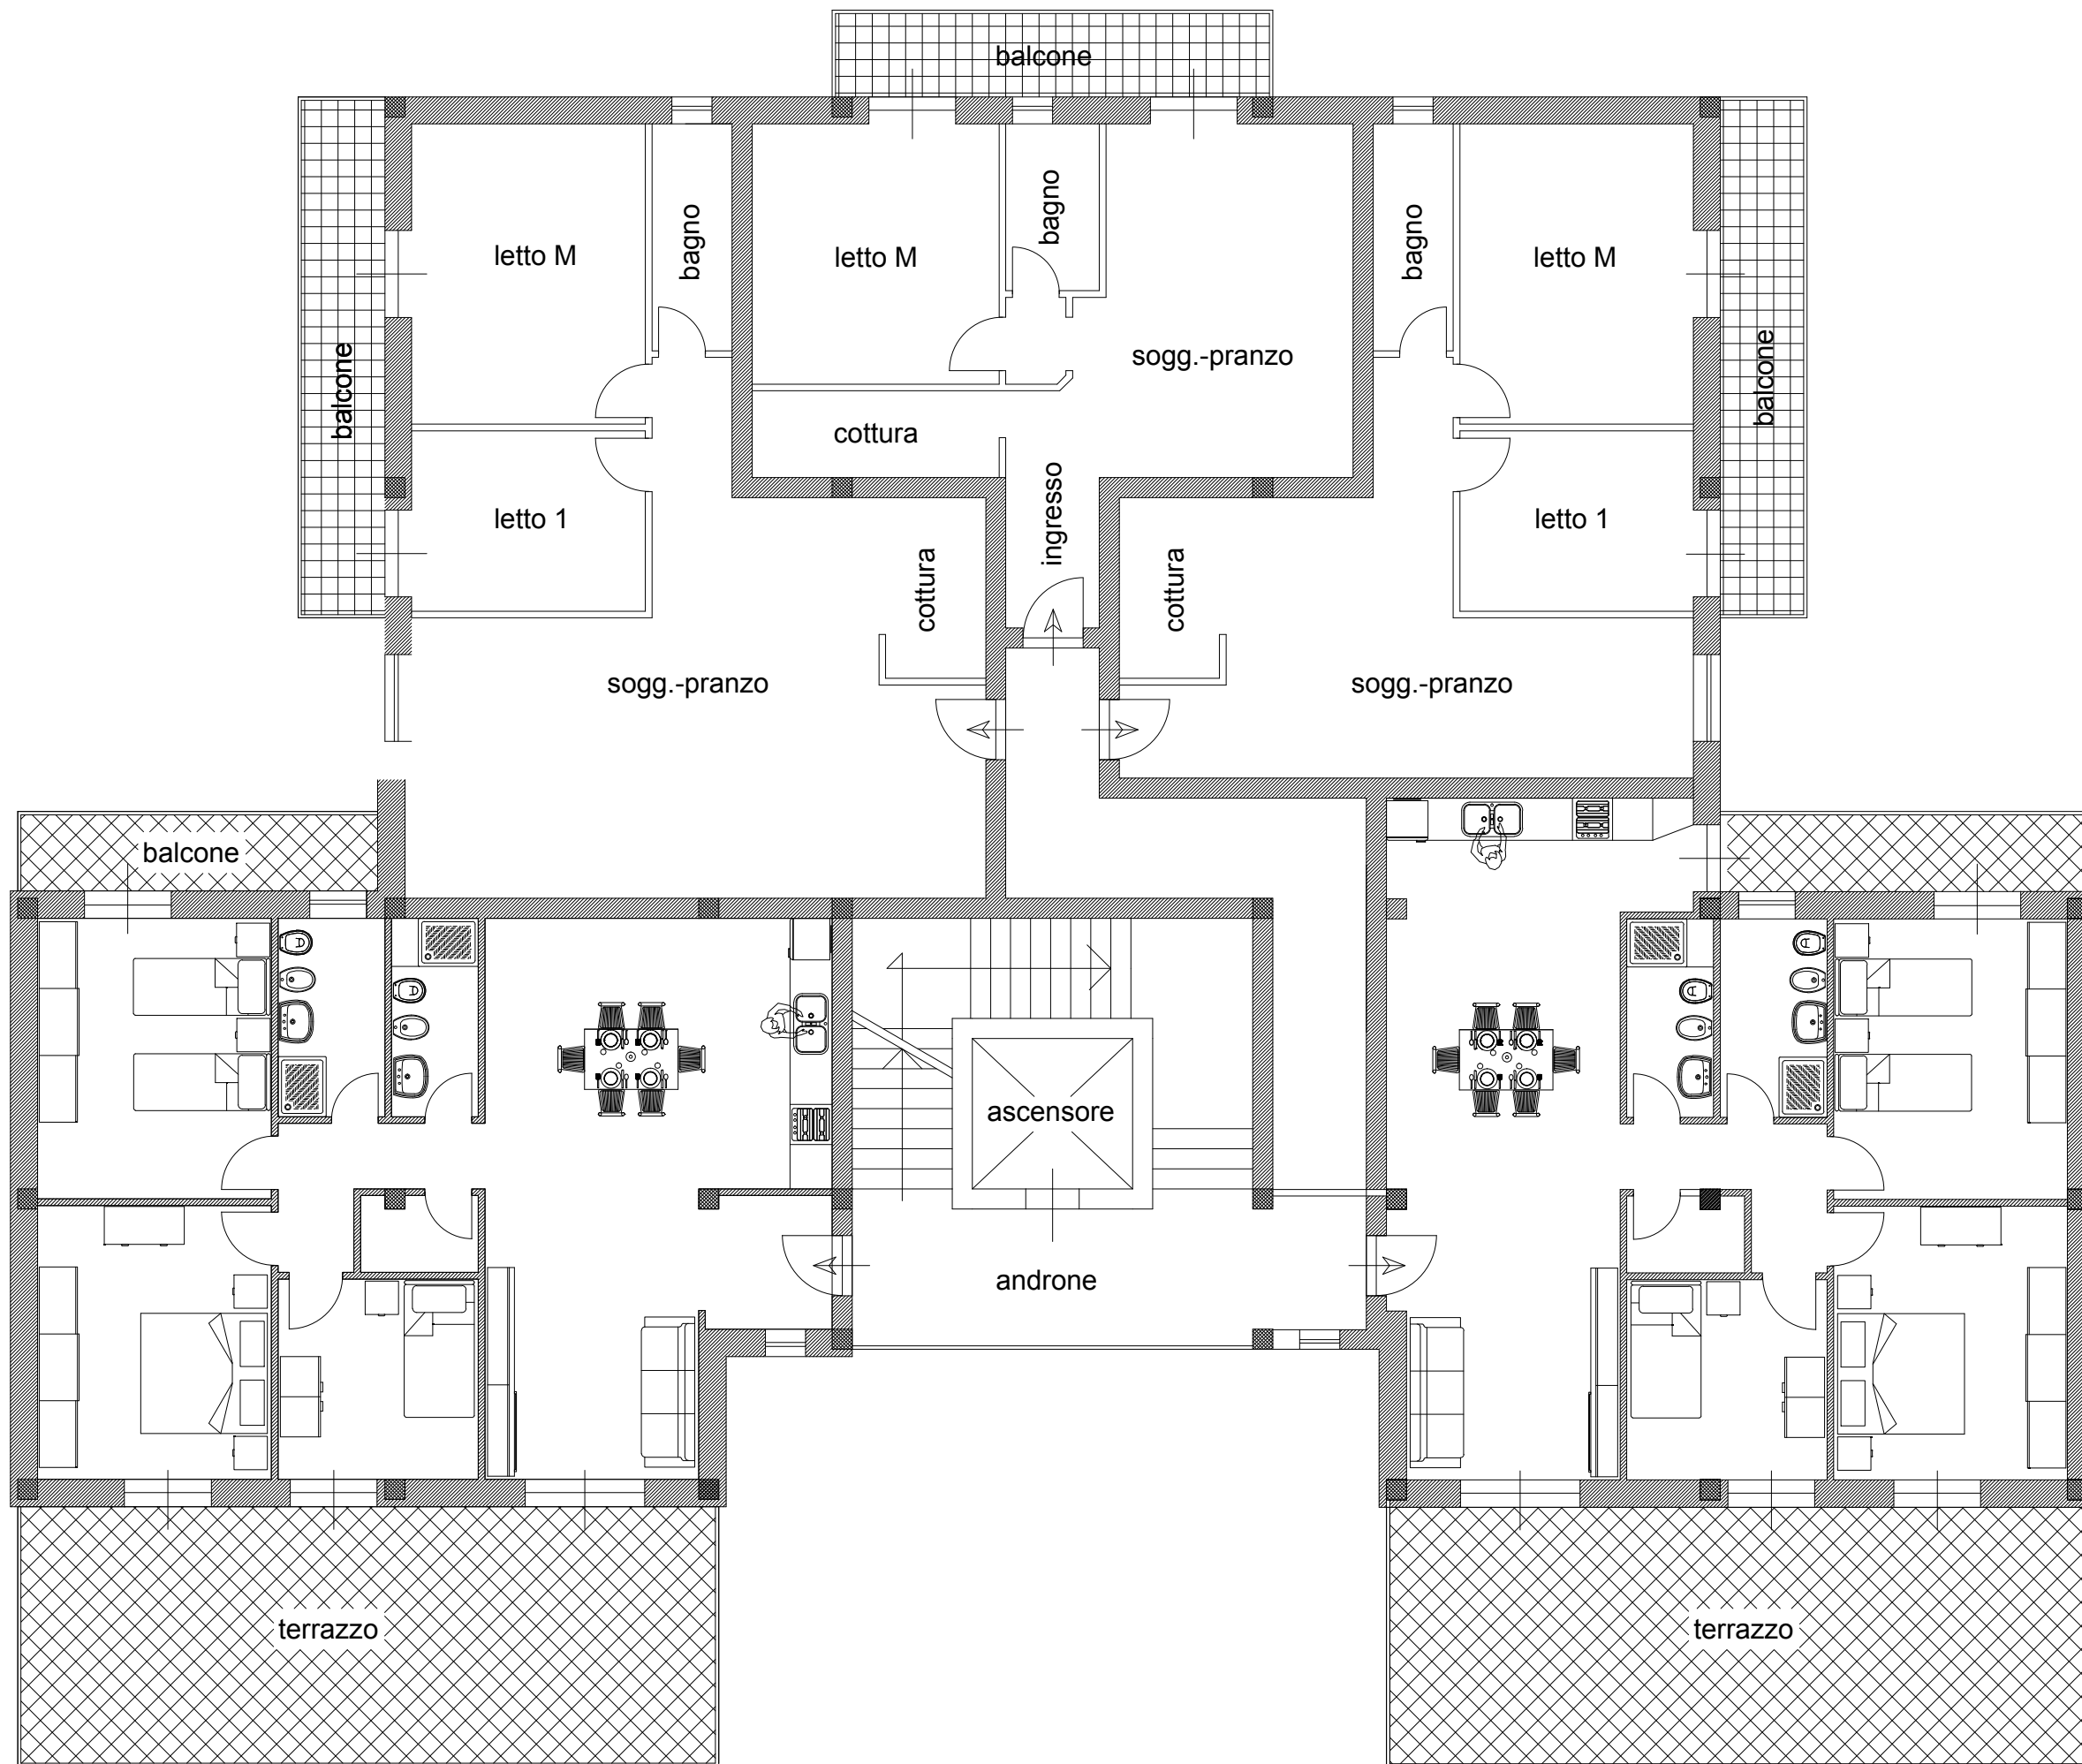 balcone
letto M
bagno
letto M
bagno
bagno
letto M
sogg.-pranzo
balcone
balcone
cottura
letto 1
ingresso
letto 1
cottura
cottura
sogg.-pranzo
sogg.-pranzo
balcone
ascensore
androne
terrazzo
terrazzo